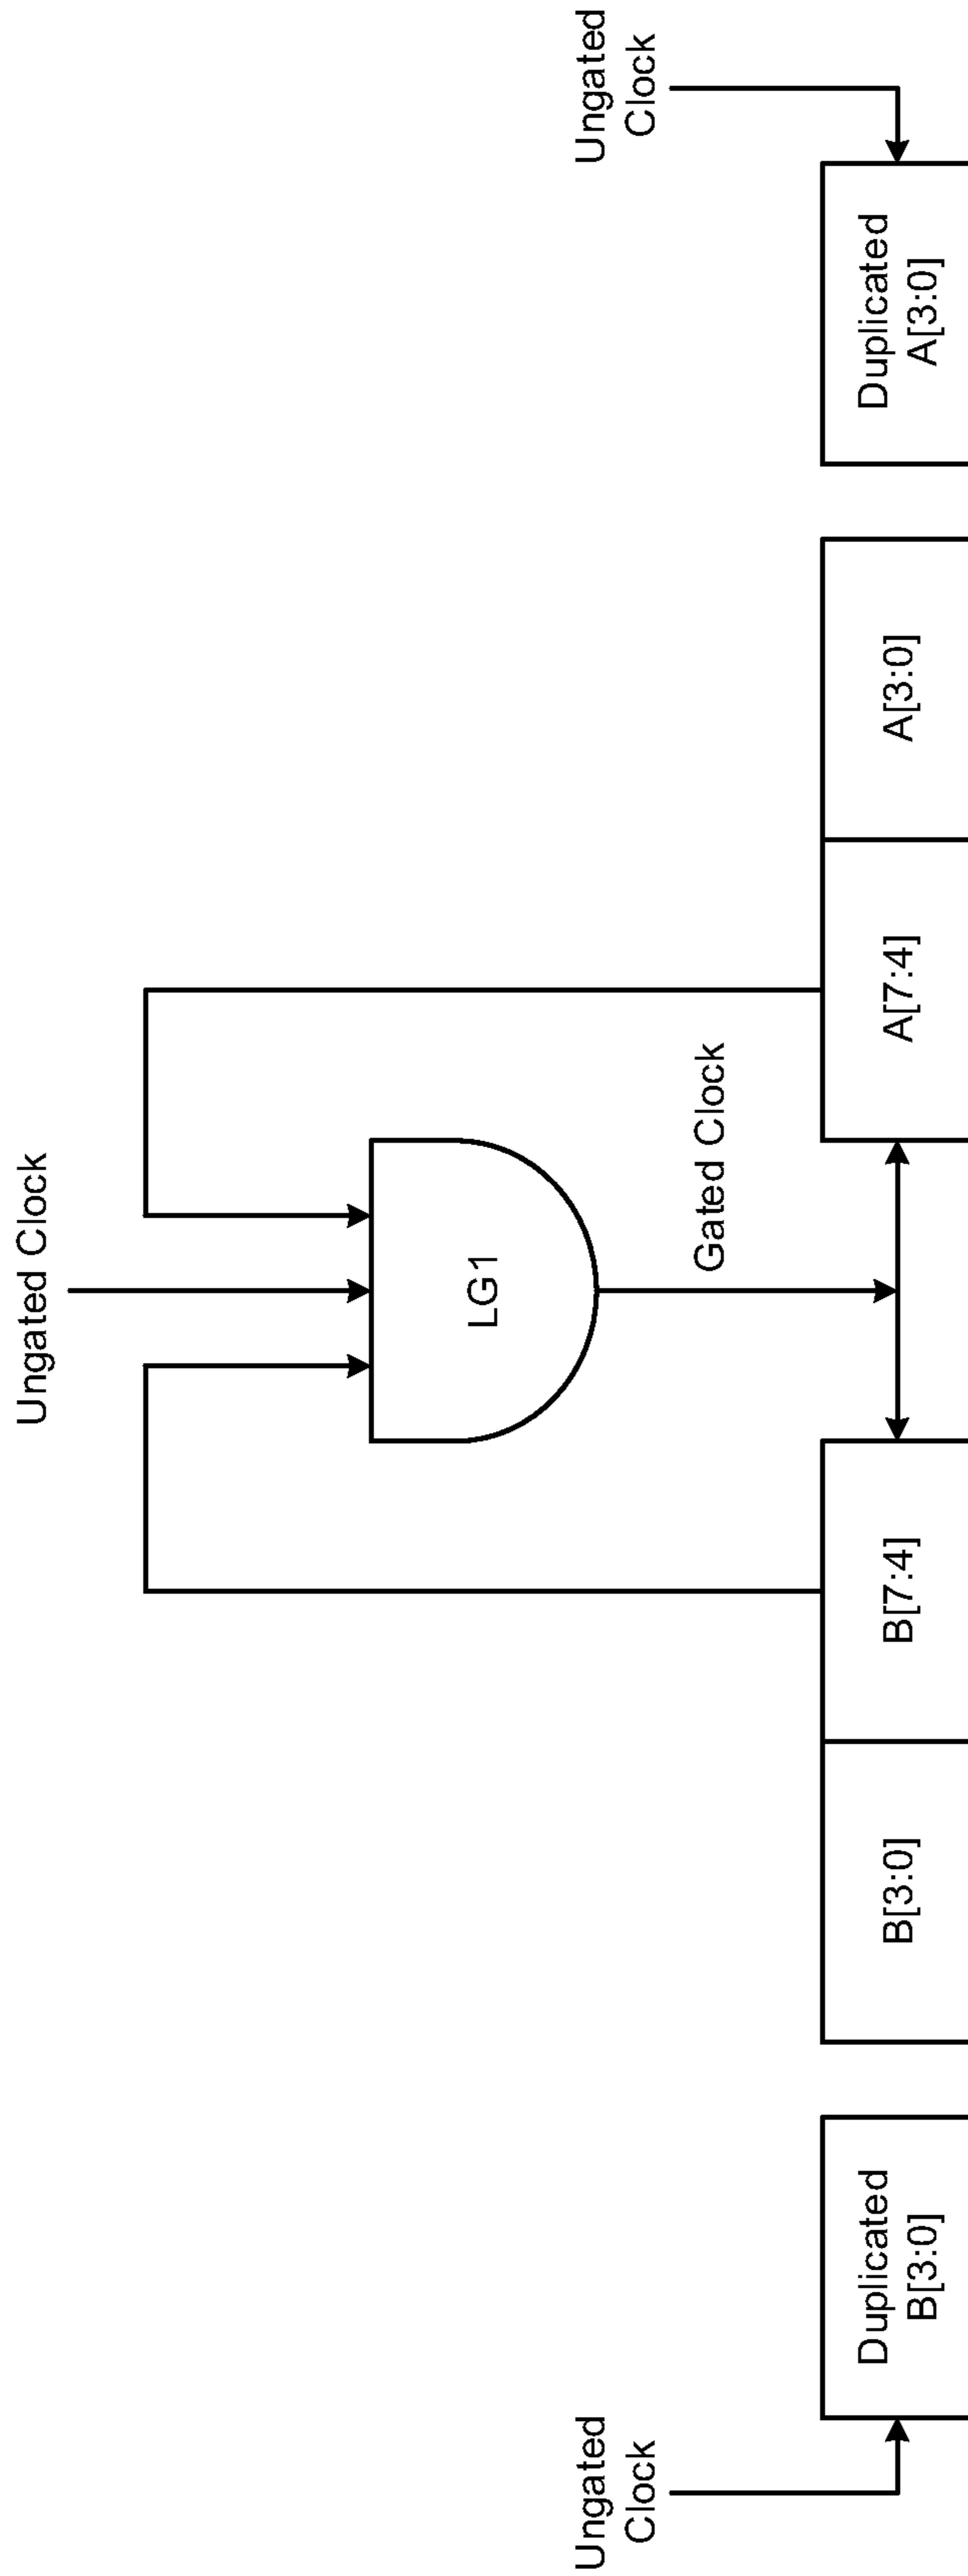 Ungated Clock
LG1
Ungated
Clock
Ungated
Clock
Gated Clock
Duplicated
B[3:0]
B[3:0]
B[7:4]
A[7:4]
A[3:0]
Duplicated
A[3:0]